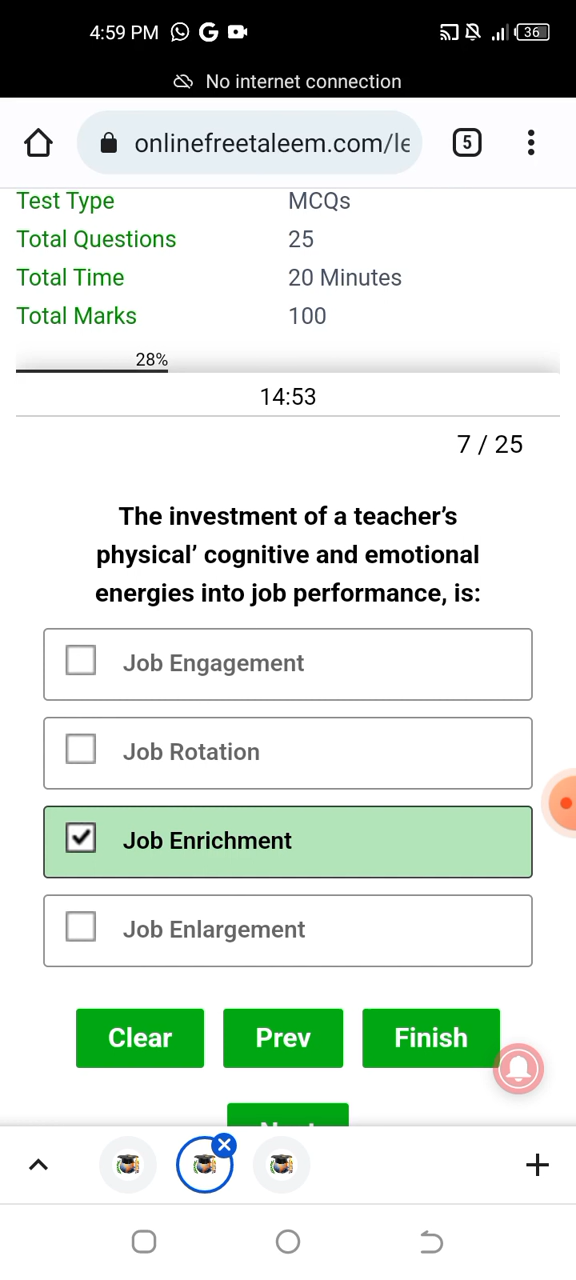 4:59 PM
36
No internet connection
onlinefreetaleem.com/le
5
Test Type MCQs
Total Questions 25
Total Time 20 Minutes
Total Marks 100
28%
14:53
7 / 25
The investment of a teacher’s
physical’ cognitive and emotional
energies into job performance, is:
Job Engagement
Job Rotation
Job Enrichment
Job Enlargement
Clear Prev Finish